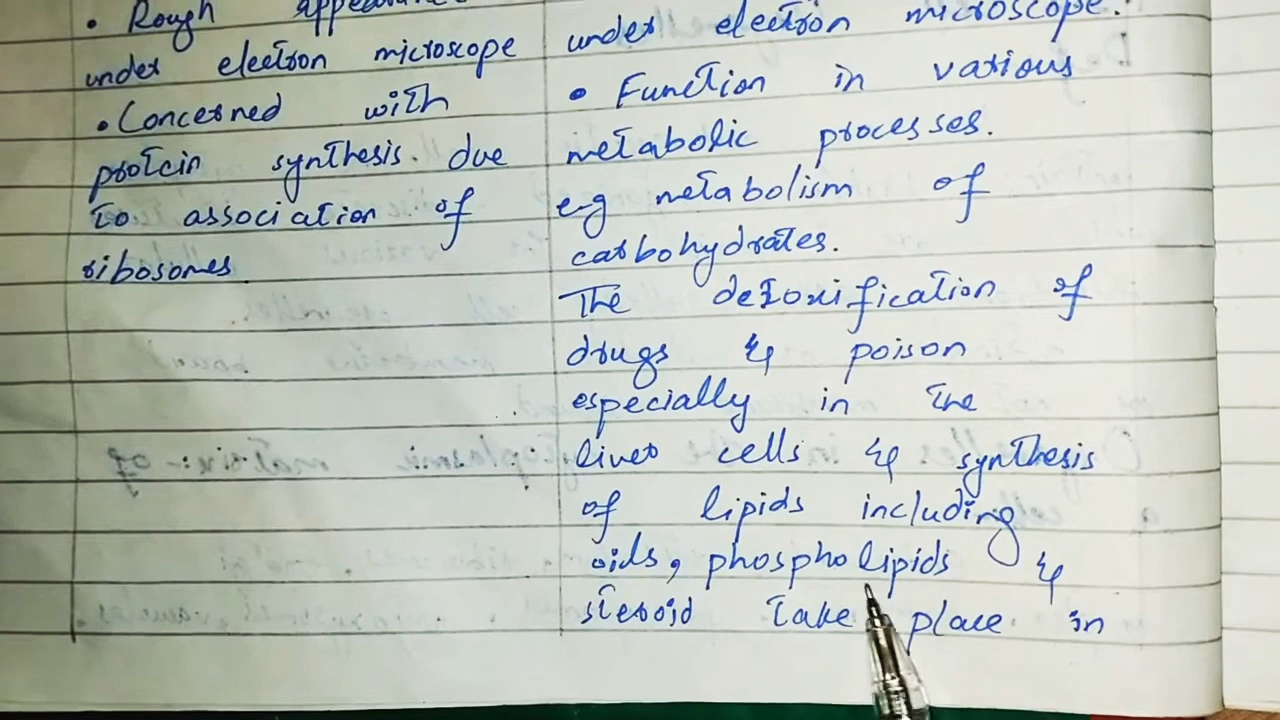 • Rough appearance
under electron microscope
• Concerned with
protein synthesis. due
to association of
ribosomes
under electron microscope.
• Function in various
metabolic processes.
e-g metabolism of
carbohydrates.
The detoxification of
drugs & poison
especially in the
liver cells & synthesis
of lipids including
oids, phospholipids &
steroid take place in